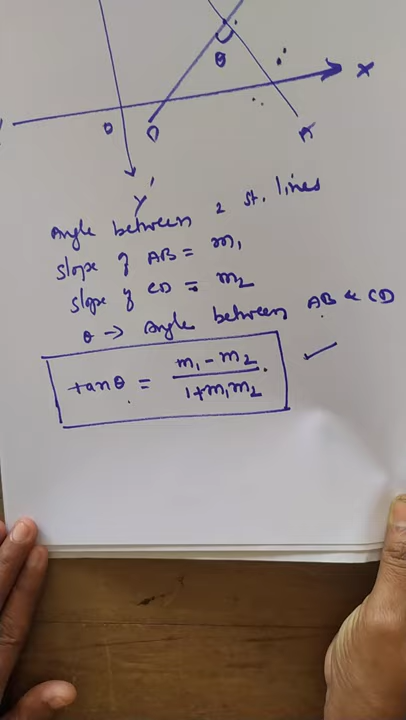 θ
X
0
D
A
Y'
Angle between 2 st. lines
slope of AB = m₁
slope of CD = m₂
θ → Angle between AB & CD
tanθ = (m₁ - m₂)/(1+m₁m₂) ✓